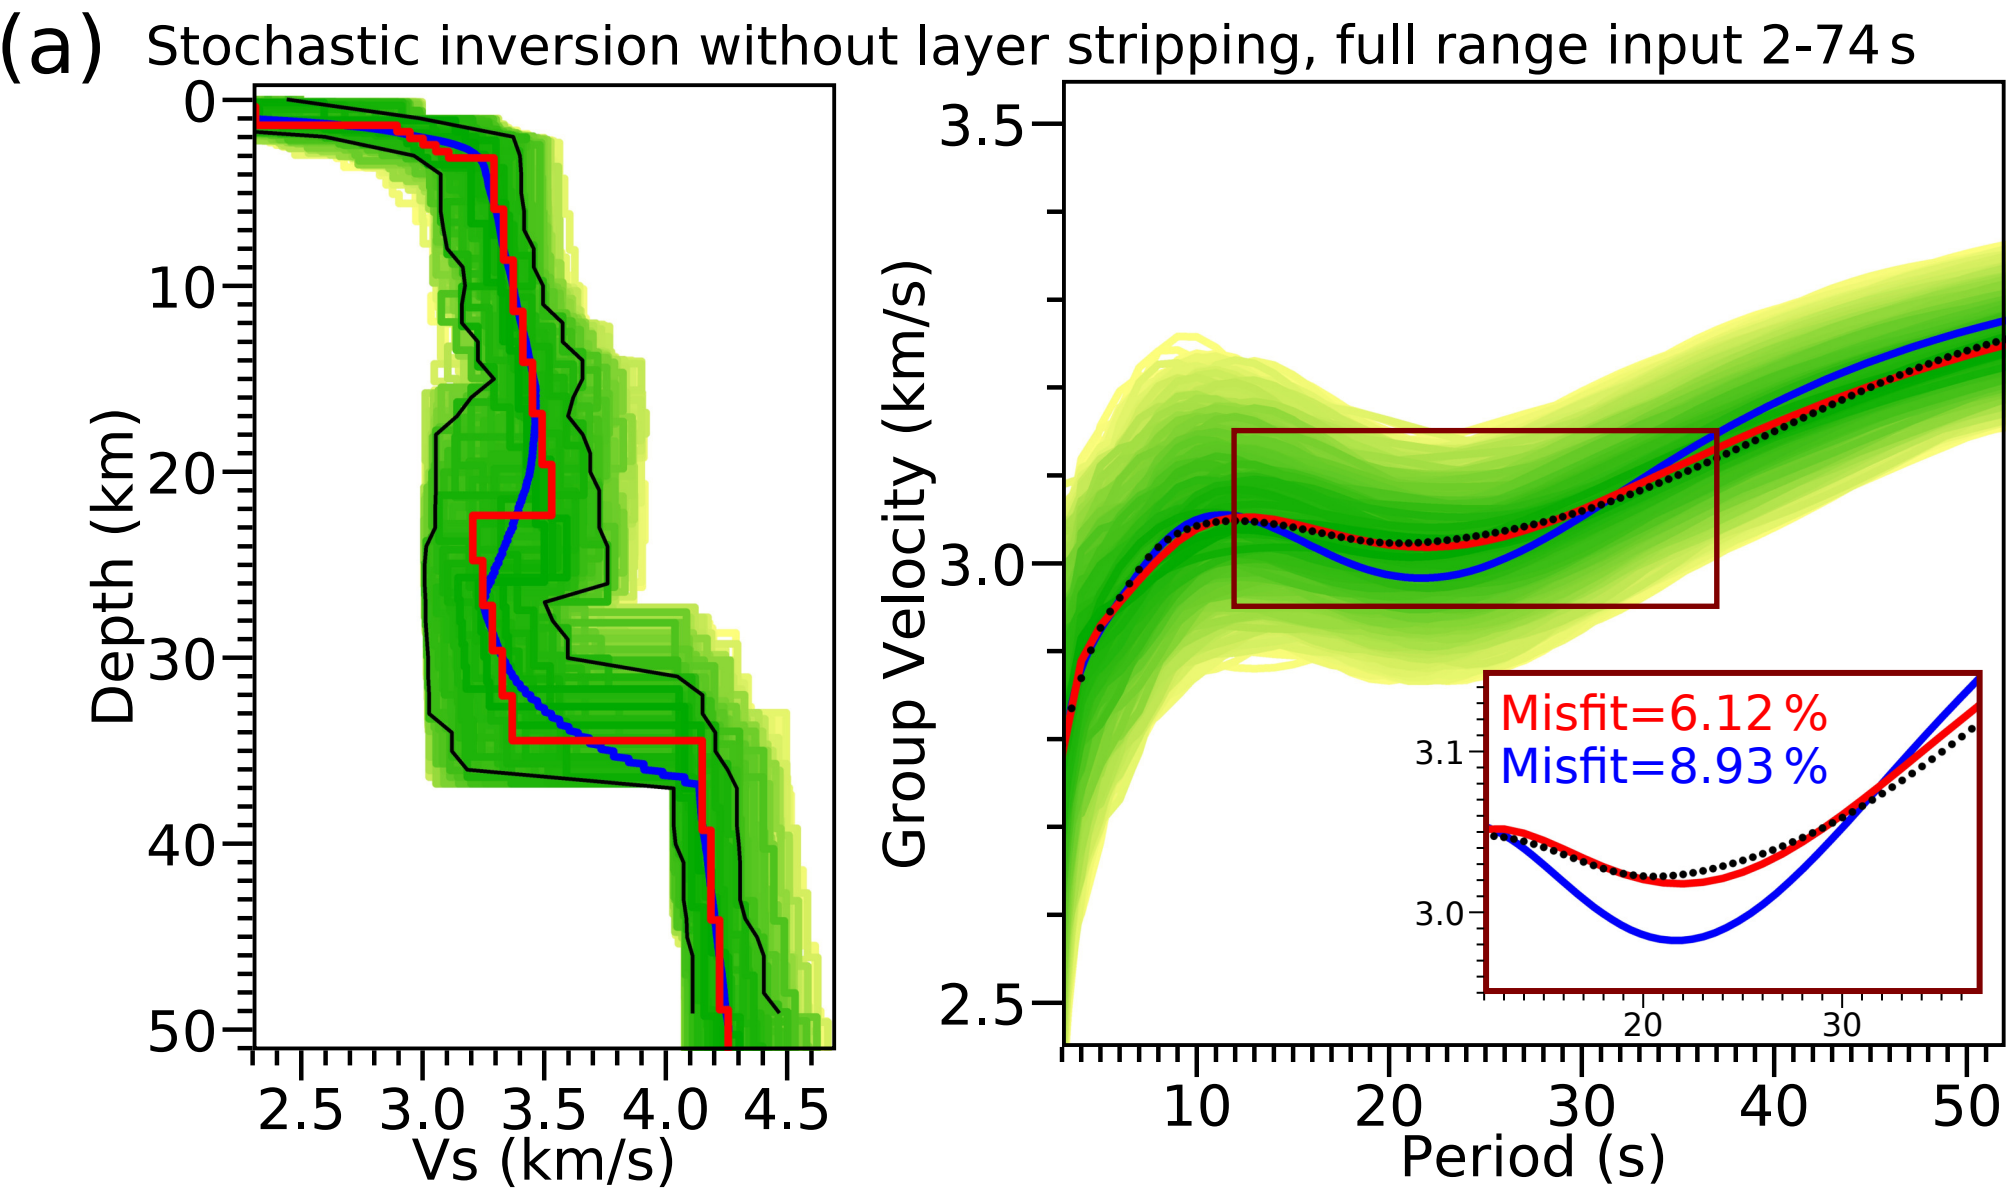 (a) Stochastic inversion without layer stripping, full range input 2-74 s
0
10
20
30
40
50
Depth (km)
2.5 3.0 3.5 4.0 4.5
Vs (km/s)
3.5
3.0
2.5
Group Velocity (km/s)
Misfit=6.12 %
Misfit=8.93 %
3.1
3.0
20 30
10 20 30 40 50
Period (s)